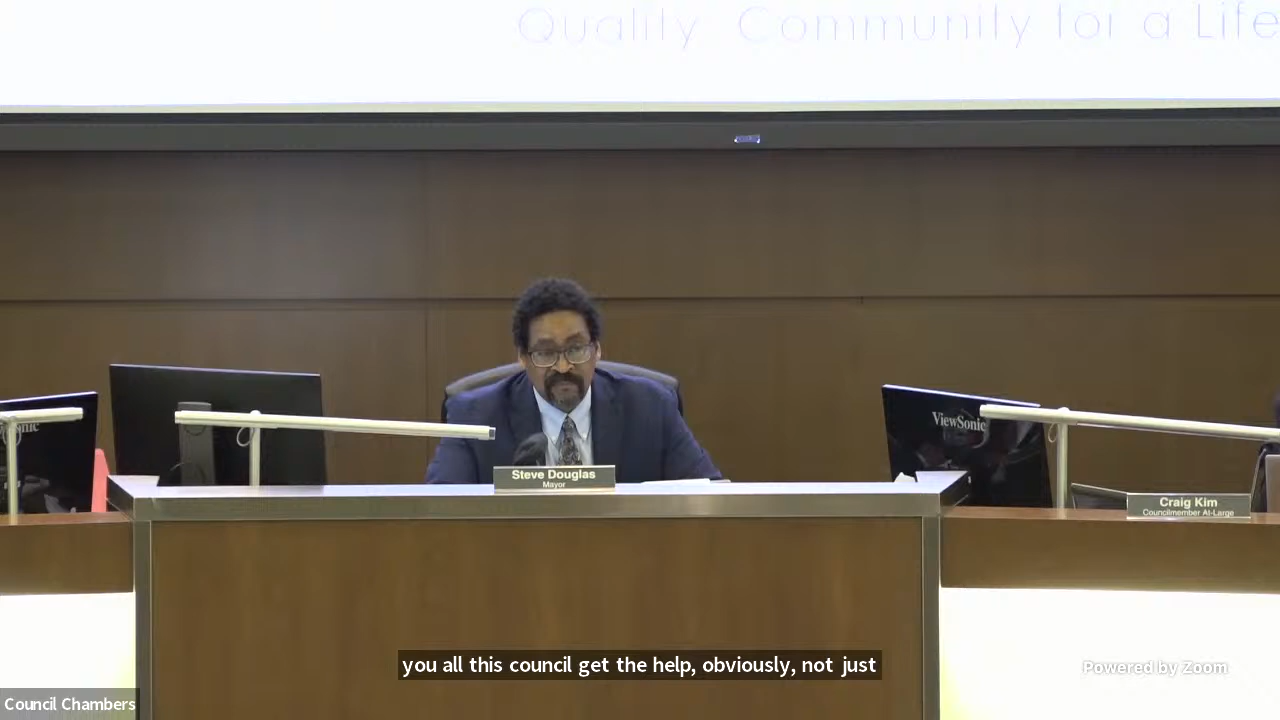 Quality Community for a Life
ViewSonic
Steve Douglas
Mayor
Craig Kim
Councilmember At-Large
you all this council get the help, obviously, not just
Powered by Zoom
Council Chambers